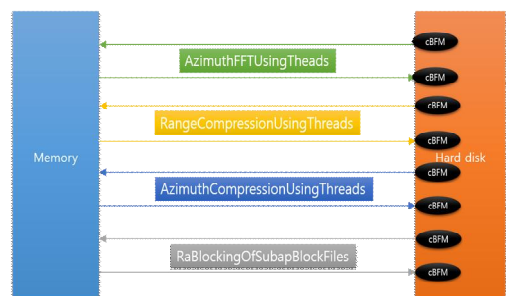 cBFM
AzimuthFFTUsingTheads
cBFM
cBFM
RangeCompressionUsingThreads
cBFM
Memory
Hard disk
cBFM
AzimuthCompressionUsingThreads
cBFM
cBFM
RaBlockingOfSubapBlockFiles
cBFM